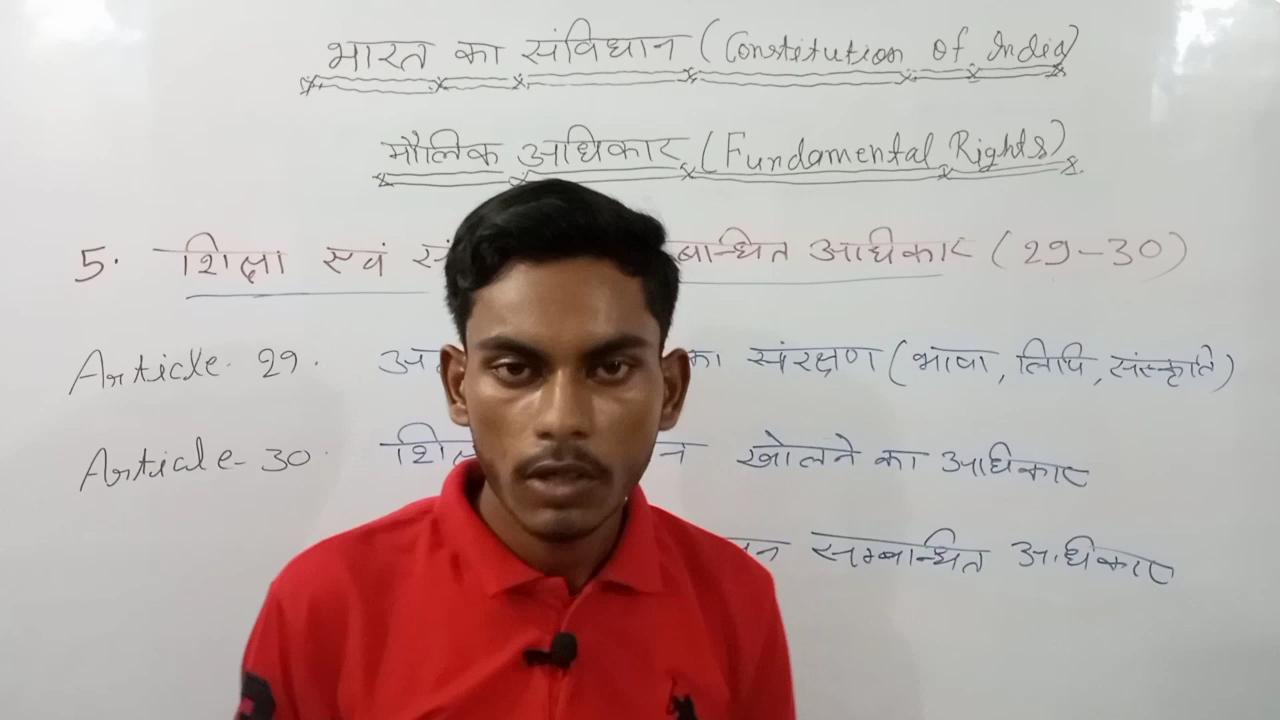 भारत का संविधान (Constitution of India)
मौलिक अधिकार (Fundamental Rights)
5. शिक्षा एवं सं बन्धित अधिकार (29-30)
Article. 29. अ का संरक्षण (भाषा, लिपि, संस्कृति)
Article-30. शि न खोलने का अधिकार
न सम्बन्धित अधिकार